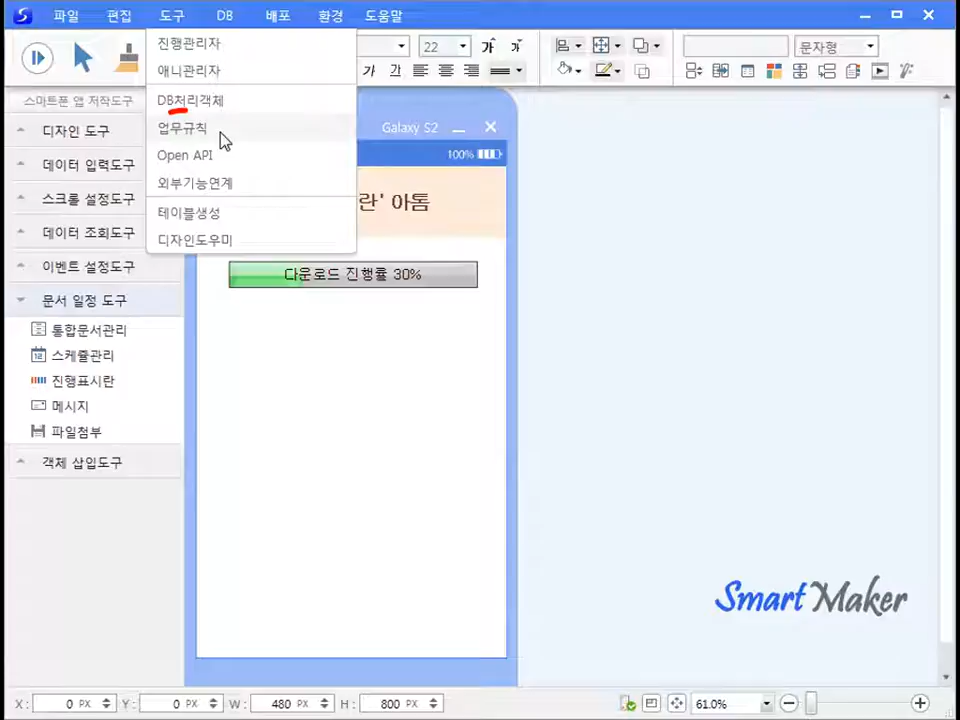 파일 편집 도구 DB 배포 환경 도움말
진행관리자
애니관리자
DB처리객체
업무규칙
Open API
외부기능연계
테이블생성
디자인도우미
22 가 가
가 가
문자형
스마트폰 앱 저작도구
디자인 도구
데이터 입력도구
스크롤 설정도구
데이터 조회도구
이벤트 설정도구
문서 일정 도구
통합문서관리
12 스케쥴관리
진행표시란
메시지
파일첨부
객체 삽입도구
Galaxy S2
100%
란' 아톰
다운로드 진행률 30%
Smart Maker
X: 0 PX Y: 0 PX W: 480 PX H: 800 PX 61.0%